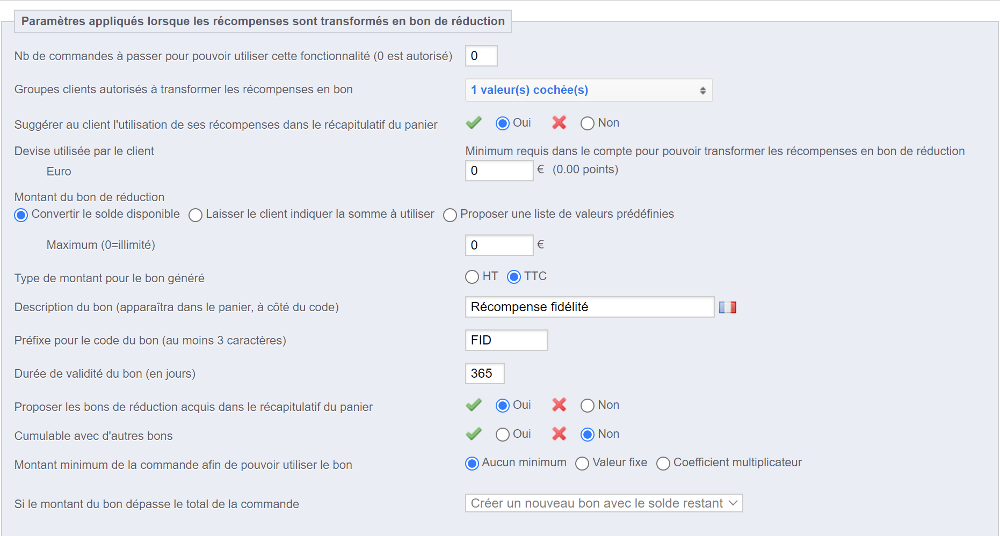 Paramètres appliqués lorsque les récompenses sont transformés en bon de réduction
Nb de commandes à passer pour pouvoir utiliser cette fonctionnalité (0 est autorisé) 0
Groupes clients autorisés à transformer les récompenses en bon 1 valeur(s) cochée(s)
Suggérer au client l'utilisation de ses récompenses dans le récapitulatif du panier Oui Non
Devise utilisée par le client Minimum requis dans le compte pour pouvoir transformer les récompenses en bon de réduction
Euro 0 € (0.00 points)
Montant du bon de réduction
Convertir le solde disponible Laisser le client indiquer la somme à utiliser Proposer une liste de valeurs prédéfinies
Maximum (0=illimité) 0 €
Type de montant pour le bon généré HT TTC
Description du bon (apparaîtra dans le panier, à côté du code) Récompense fidélité
Préfixe pour le code du bon (au moins 3 caractères) FID
Durée de validité du bon (en jours) 365
Proposer les bons de réduction acquis dans le récapitulatif du panier Oui Non
Cumulable avec d'autres bons Oui Non
Montant minimum de la commande afin de pouvoir utiliser le bon Aucun minimum Valeur fixe Coefficient multiplicateur
Si le montant du bon dépasse le total de la commande Créer un nouveau bon avec le solde restant